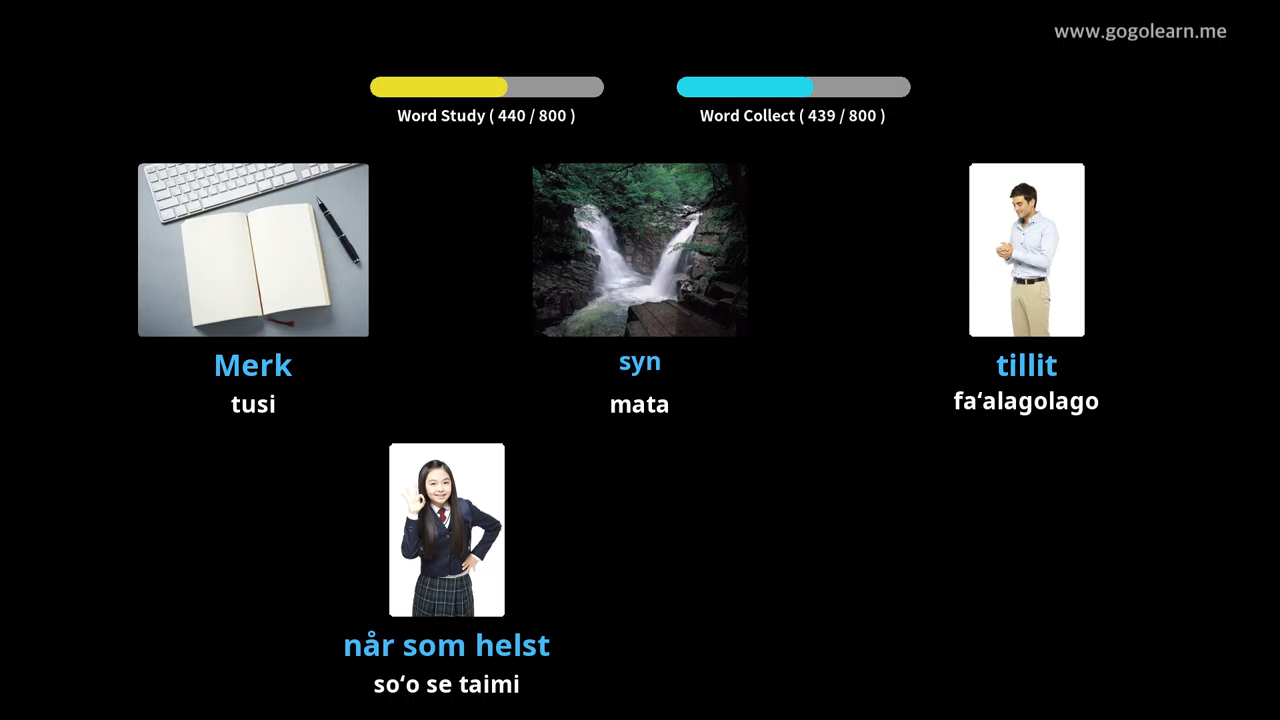 www.gogolearn.me
Word Study ( 440 / 800 )
Word Collect ( 439 / 800 )
Merk
tusi
syn
mata
tillit
faʻalagolago
når som helst
soʻo se taimi